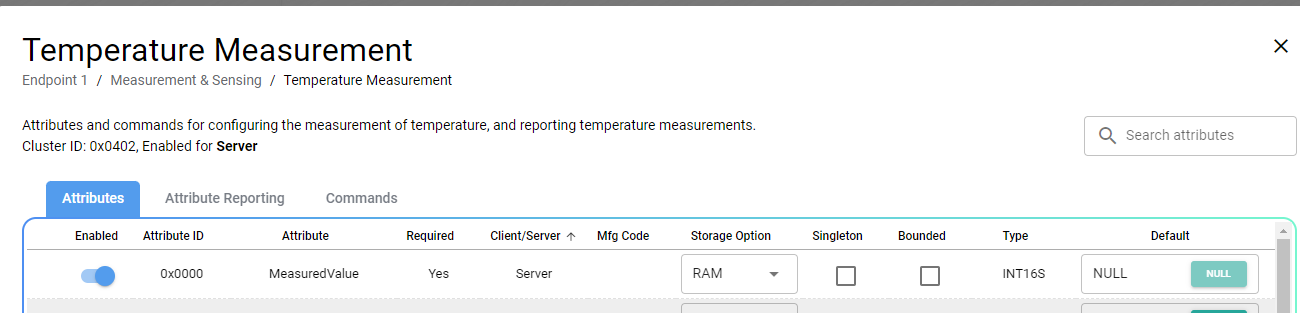 Temperature Measurement
Endpoint 1 / Measurement & Sensing / Temperature Measurement
Attributes and commands for configuring the measurement of temperature, and reporting temperature measurements.
Cluster ID: 0x0402, Enabled for Server
Search attributes
Attributes Attribute Reporting Commands
Enabled Attribute ID Attribute Required Client/Server Mfg Code Storage Option Singleton Bounded Type Default
0x0000 MeasuredValue Yes Server RAM INT16S NULL NULL